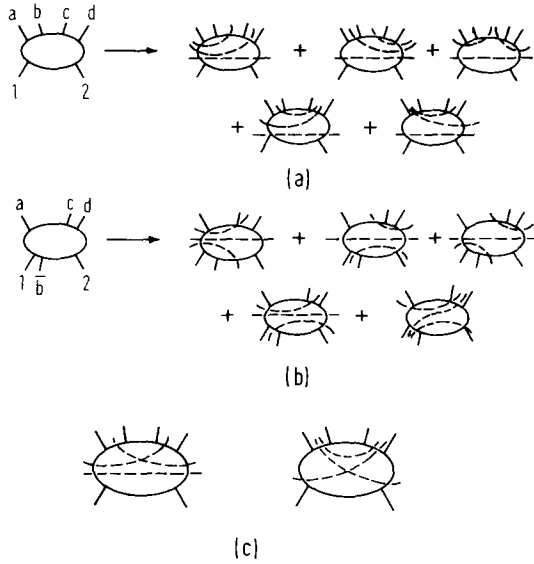 a b c d
+ +
1 2
+ +
(a)
a c d
+ +
1 b̄ 2
+ +
(b)
(c)